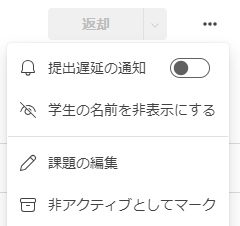 返却
提出遅延の通知
学生の名前を非表示にする
課題の編集
非アクティブとしてマーク